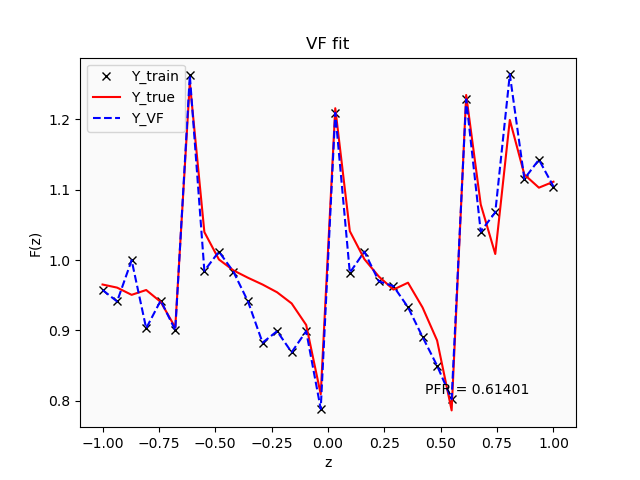 VF fit
Y_train
Y_true
Y_VF
F(z)
1.2
1.1
1.0
0.9
0.8
PFR = 0.61401
−1.00 −0.75 −0.50 −0.25 0.00 0.25 0.50 0.75 1.00
z